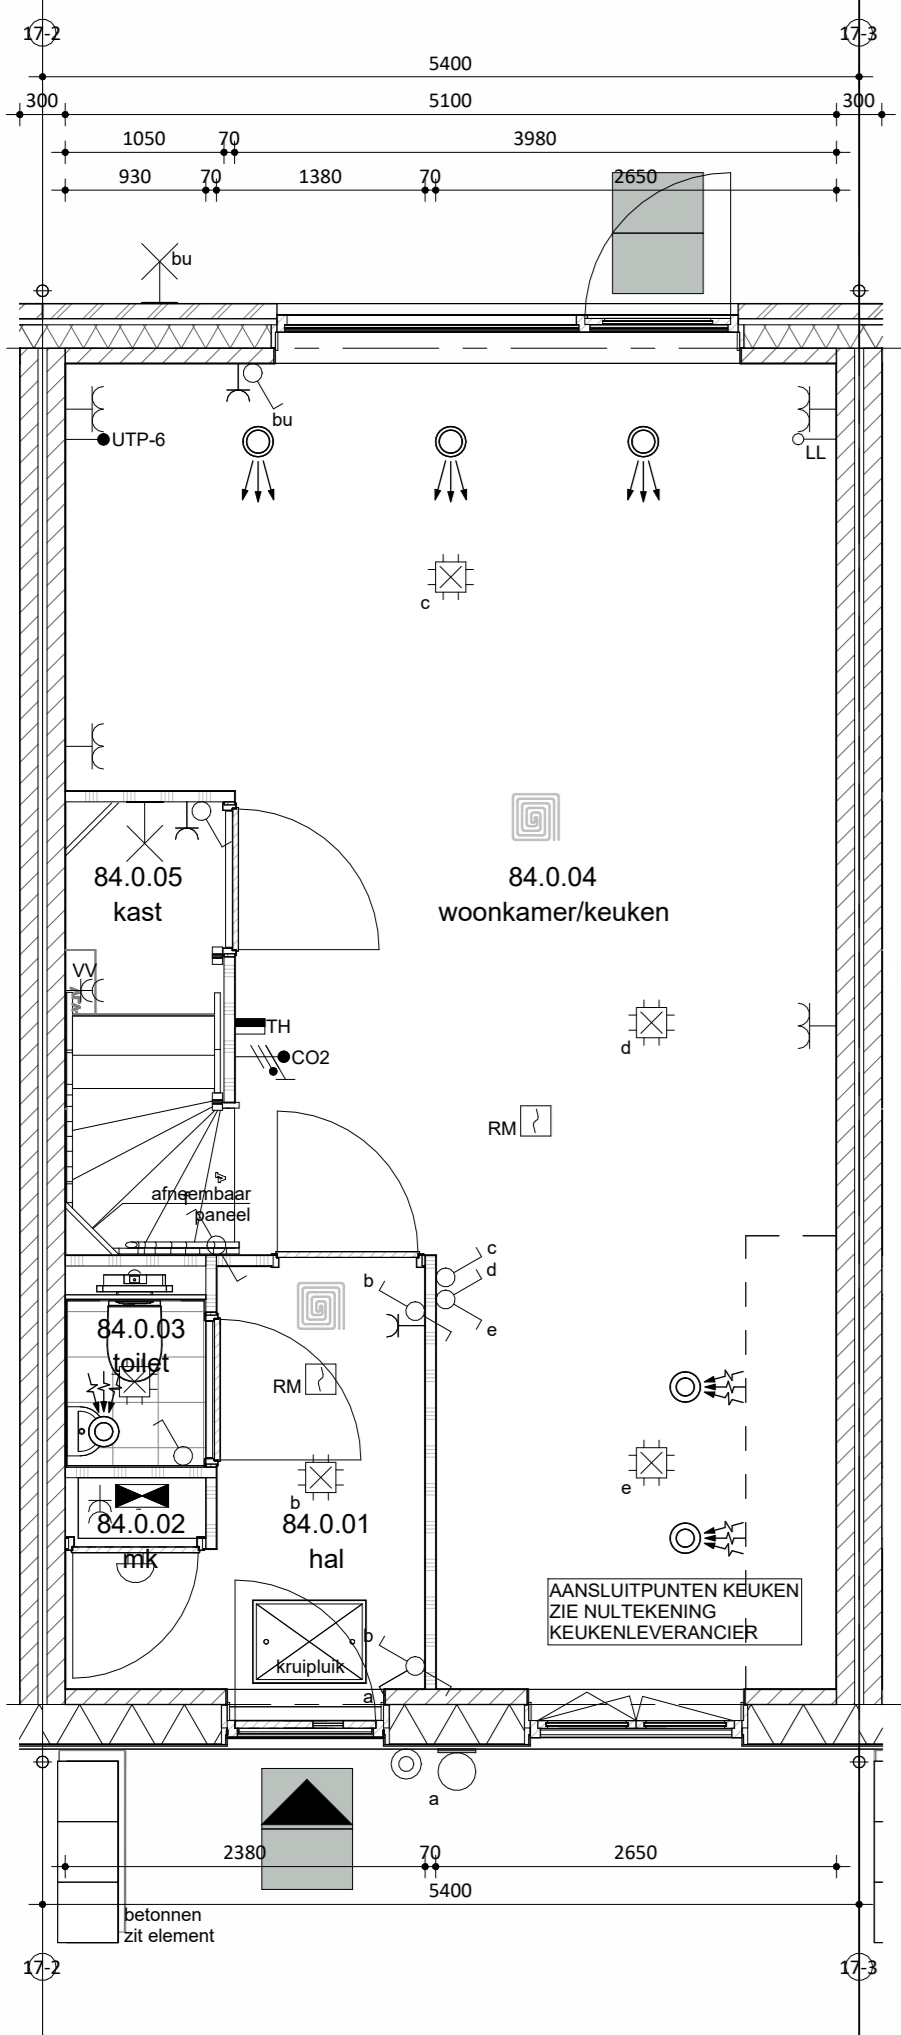 17-2 17-3
5400
300 5100 300
1050 70 3980
930 70 1380 70 2650
bu
bu
UTP-6
LL
c
84.0.05
kast
84.0.04
woonkamer/keuken
VV
TH
CO2
d
RM
4
afneembaar
paneel
c
d
b
e
84.0.03
toilet
RM
e
b
84.0.02
mk
84.0.01
hal
AANSLUITPUNTEN KEUKEN
ZIE NULTEKENING
KEUKENLEVERANCIER
b
kruipluik
a
a
2380 70 2650
5400
betonnen
zit element
17-2 17-3